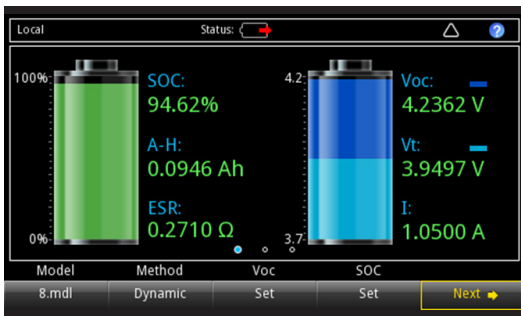 Local Status: ?
100% SOC: 4.2 Voc:
94.62% 4.2362 V
A-H: Vt:
0.0946 Ah 3.9497 V
ESR: I:
0% 0.2710 Ω 3.7 1.0500 A
Model Method Voc SOC
8.mdl Dynamic Set Set Next